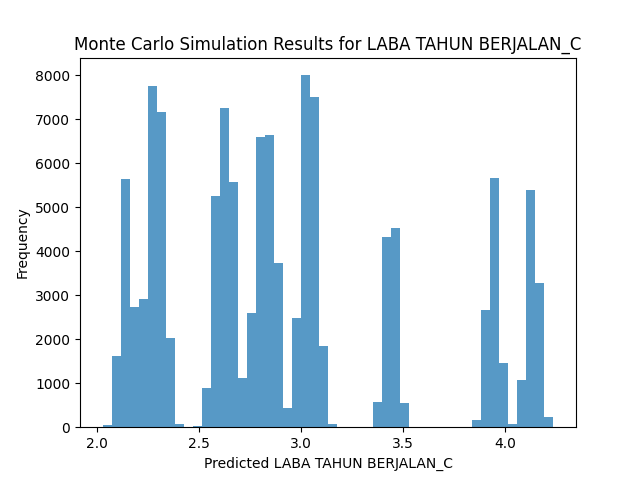 Monte Carlo Simulation Results for LABA TAHUN BERJALAN_C
8000
7000
6000
5000
4000
3000
2000
1000
0
Frequency
2.0 2.5 3.0 3.5 4.0
Predicted LABA TAHUN BERJALAN_C